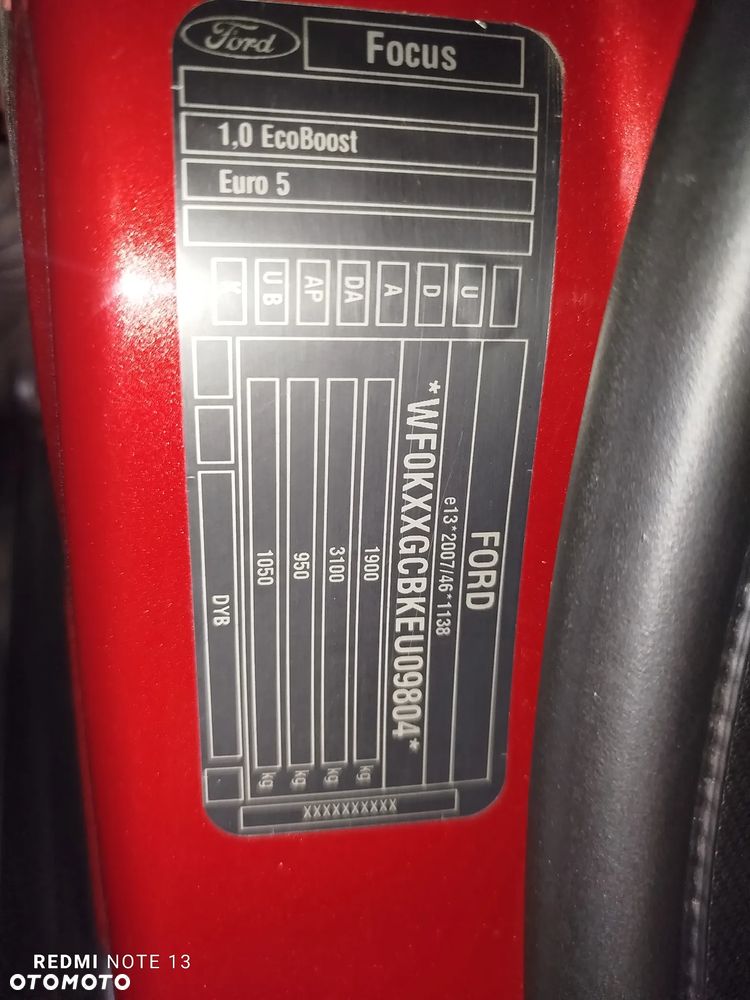 Ford
Focus
1,0 EcoBoost
Euro 5
K
UB
AP
DA
A
D
U
FORD
e13*2007/46*1138
*WF0KXXGCBKEU09804*
1900 kg
3100 kg
950 kg
1050 kg
DYB
XXXXXXXXXX
REDMI NOTE 13
OTOMOTO